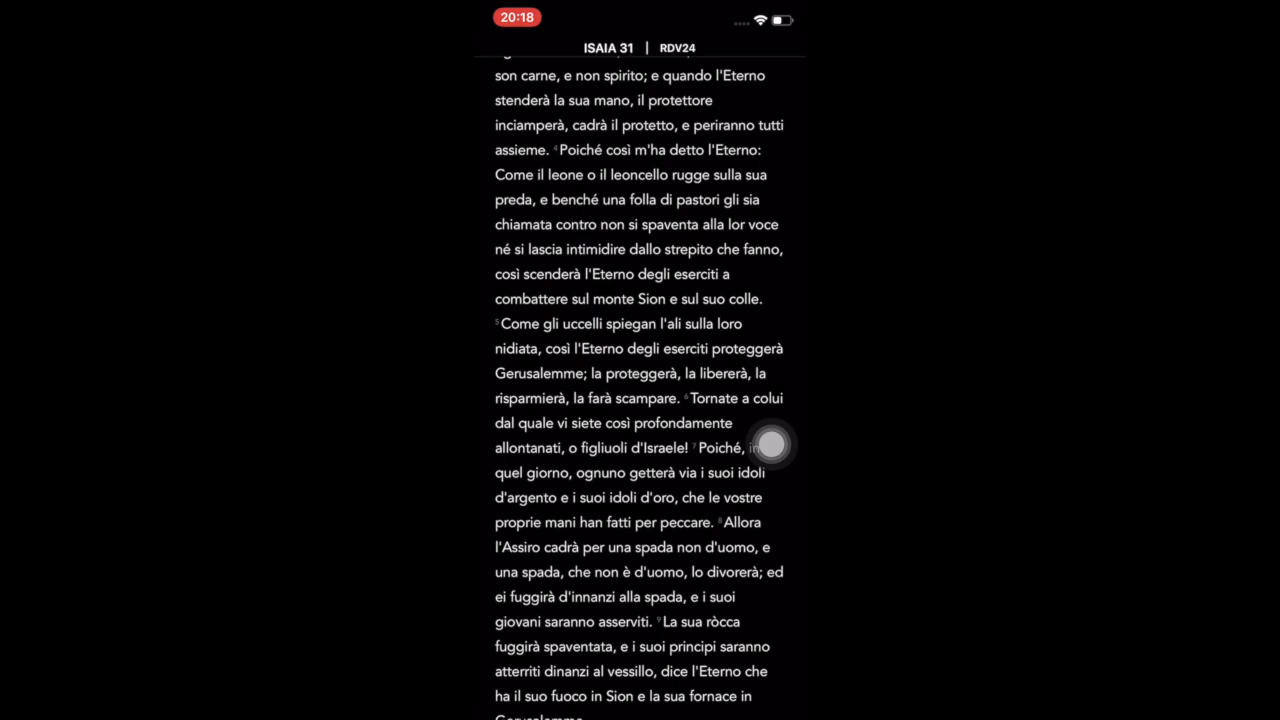 20:18
ISAIA 31 | RDV24
son carne, e non spirito; e quando l'Eterno
stenderà la sua mano, il protettore
inciamperà, cadrà il protetto, e periranno tutti
assieme. 4 Poiché così m'ha detto l'Eterno:
Come il leone o il leoncello rugge sulla sua
preda, e benché una folla di pastori gli sia
chiamata contro non si spaventa alla lor voce
né si lascia intimidire dallo strepito che fanno,
così scenderà l'Eterno degli eserciti a
combattere sul monte Sion e sul suo colle.
5 Come gli uccelli spiegan l'ali sulla loro
nidiata, così l'Eterno degli eserciti proteggerà
Gerusalemme; la proteggerà, la libererà, la
risparmierà, la farà scampare. 6 Tornate a colui
dal quale vi siete così profondamente
allontanati, o figliuoli d'Israele! 7 Poiché, in
quel giorno, ognuno getterà via i suoi idoli
d'argento e i suoi idoli d'oro, che le vostre
proprie mani han fatti per peccare. 8 Allora
l'Assiro cadrà per una spada non d'uomo, e
una spada, che non è d'uomo, lo divorerà; ed
ei fuggirà d'innanzi alla spada, e i suoi
giovani saranno asserviti. 9 La sua ròcca
fuggirà spaventata, e i suoi principi saranno
atterriti dinanzi al vessillo, dice l'Eterno che
ha il suo fuoco in Sion e la sua fornace in
Gerusalemme.